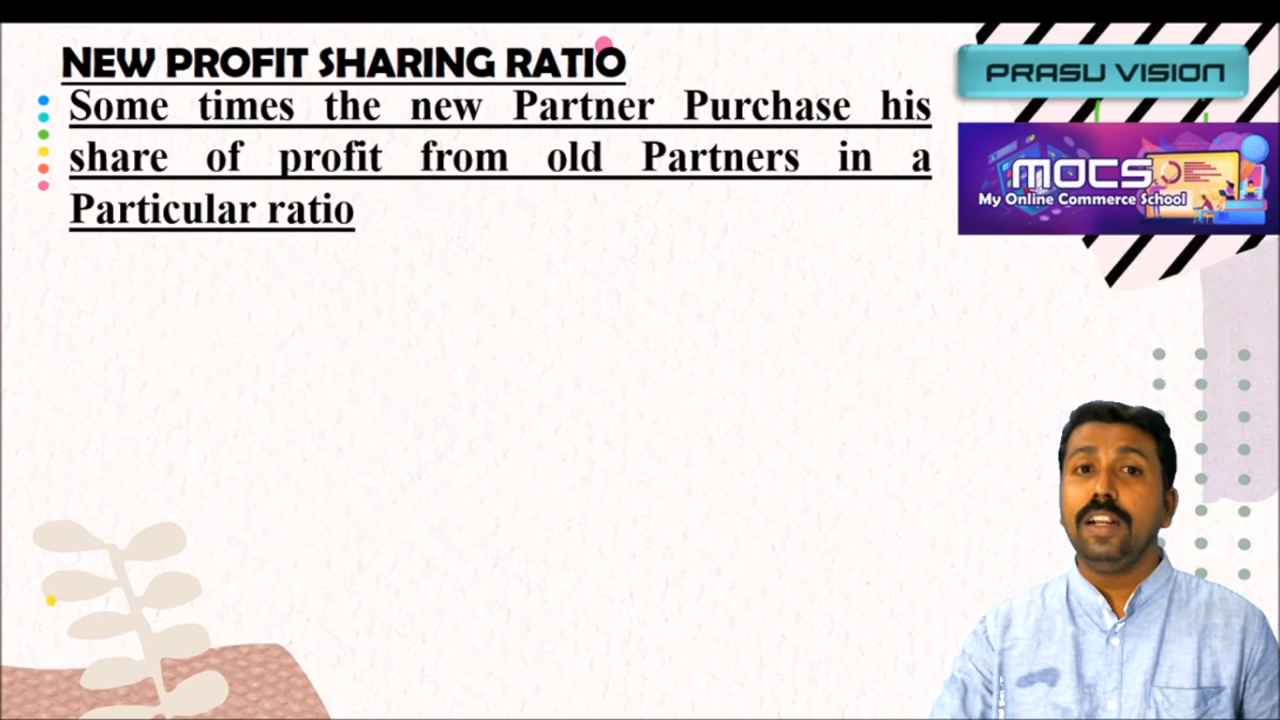 NEW PROFIT SHARING RATIO
Some times the new Partner Purchase his
share of profit from old Partners in a
Particular ratio
PRASU VISION
MOCS
My Online Commerce School